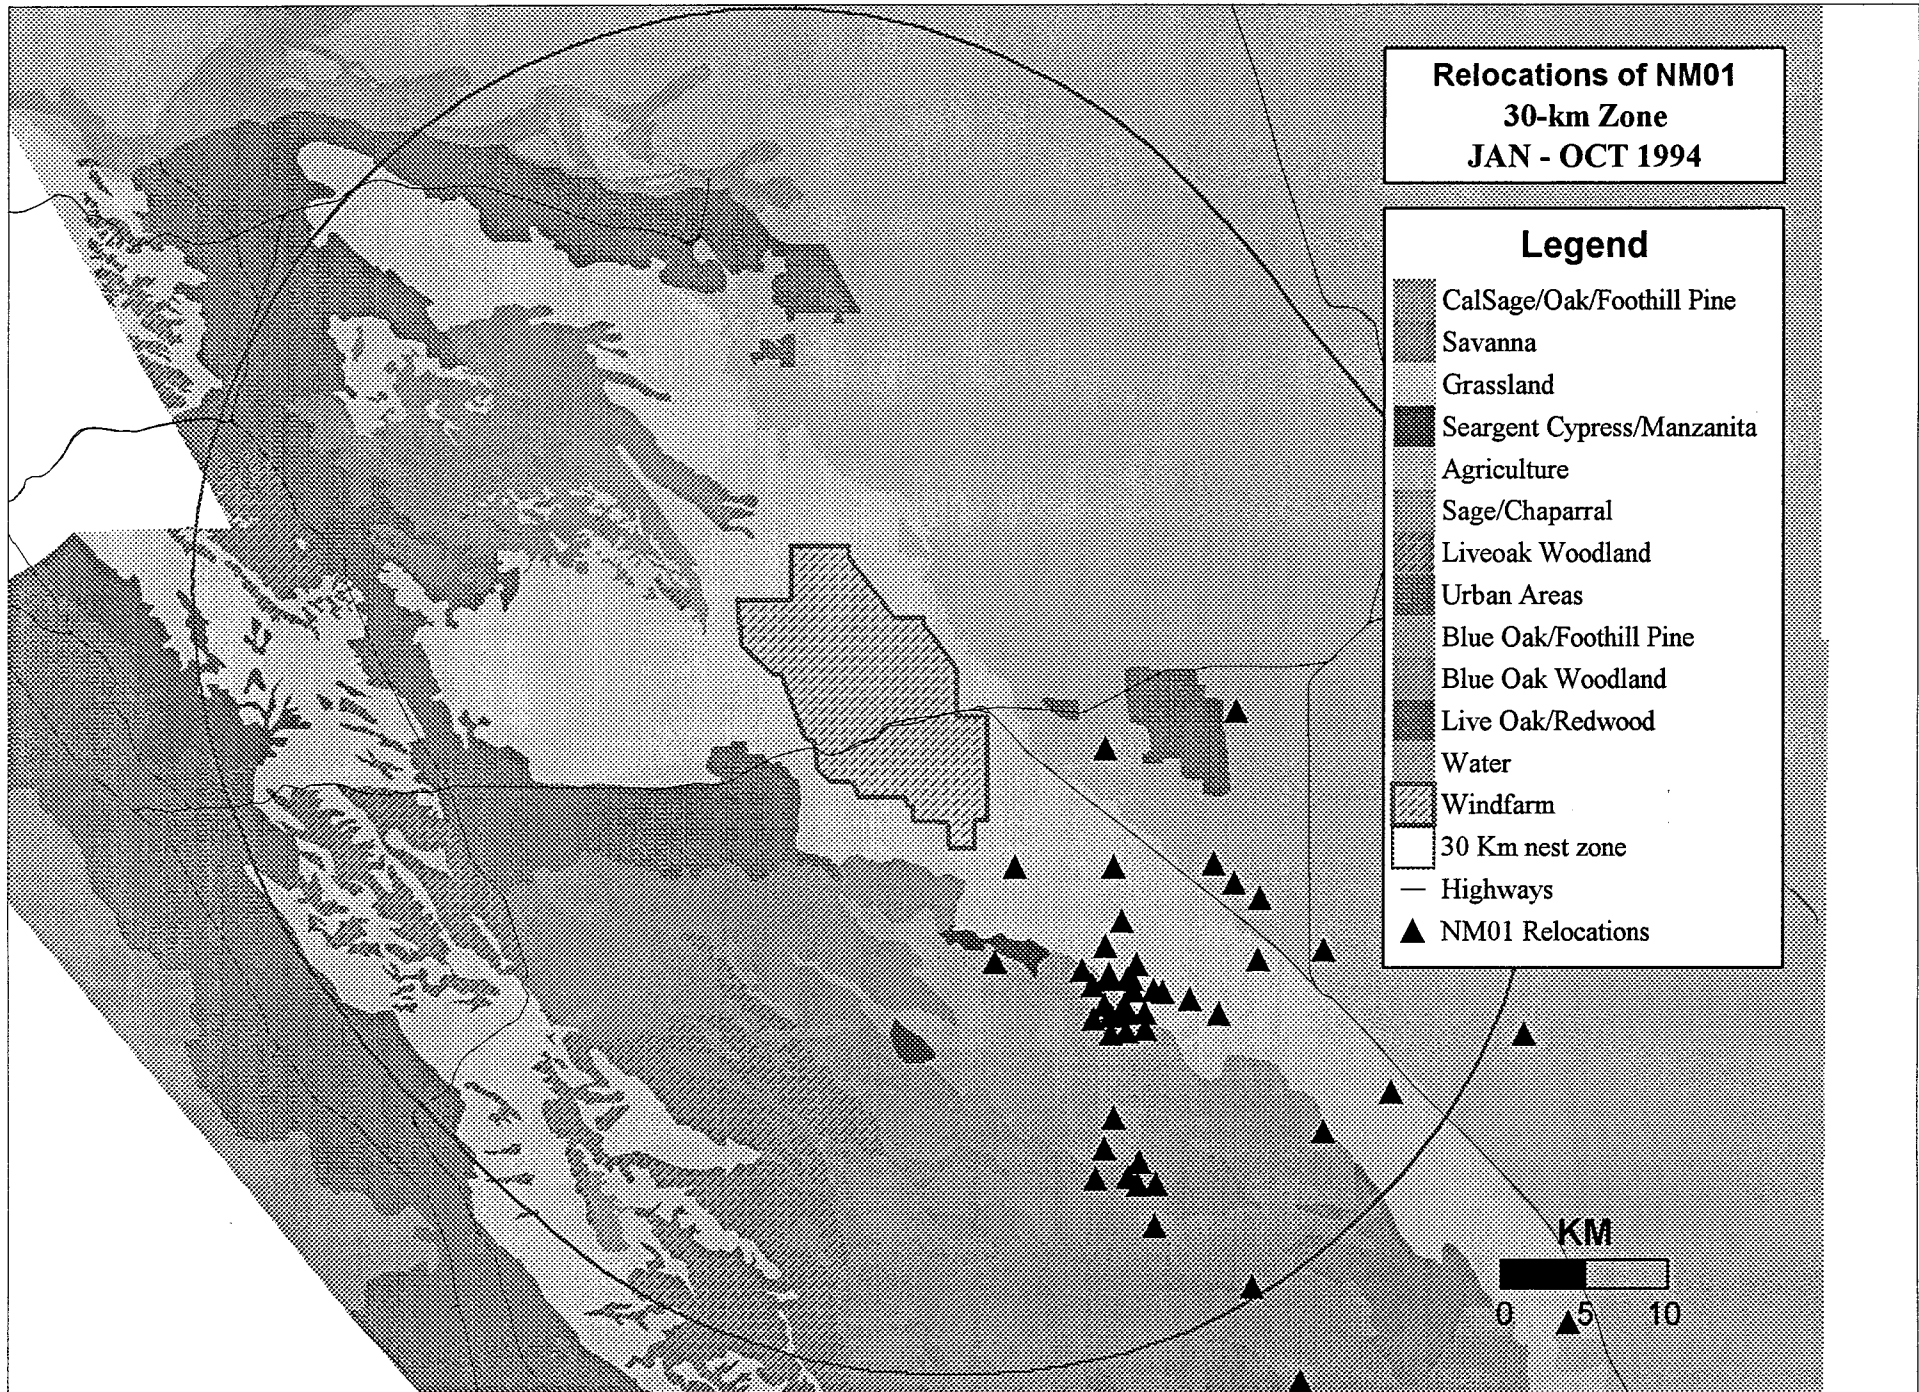 Relocations of NM01
30-km Zone
JAN - OCT 1994
Legend
CalSage/Oak/Foothill Pine
Savanna
Grassland
Seargent Cypress/Manzanita
Agriculture
Sage/Chaparral
Liveoak Woodland
Urban Areas
Blue Oak/Foothill Pine
Blue Oak Woodland
Live Oak/Redwood
Water
Windfarm
30 Km nest zone
Highways
NM01 Relocations
KM
0 5 10